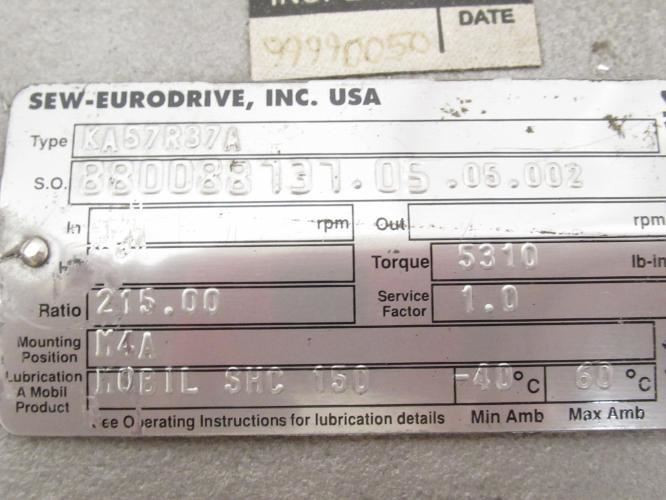 DATE
99990050
SEW-EURODRIVE, INC. USA
Type KA57R37A
S.O. 880088737.05.05.002
In rpm Out rpm
Torque 5310 lb-in
Ratio 215.00 Service Factor 1.0
Mounting Position M4A
Lubrication A Mobil Product MOBIL SHC 150 -40 °C 60 °C
See Operating Instructions for lubrication details Min Amb Max Amb